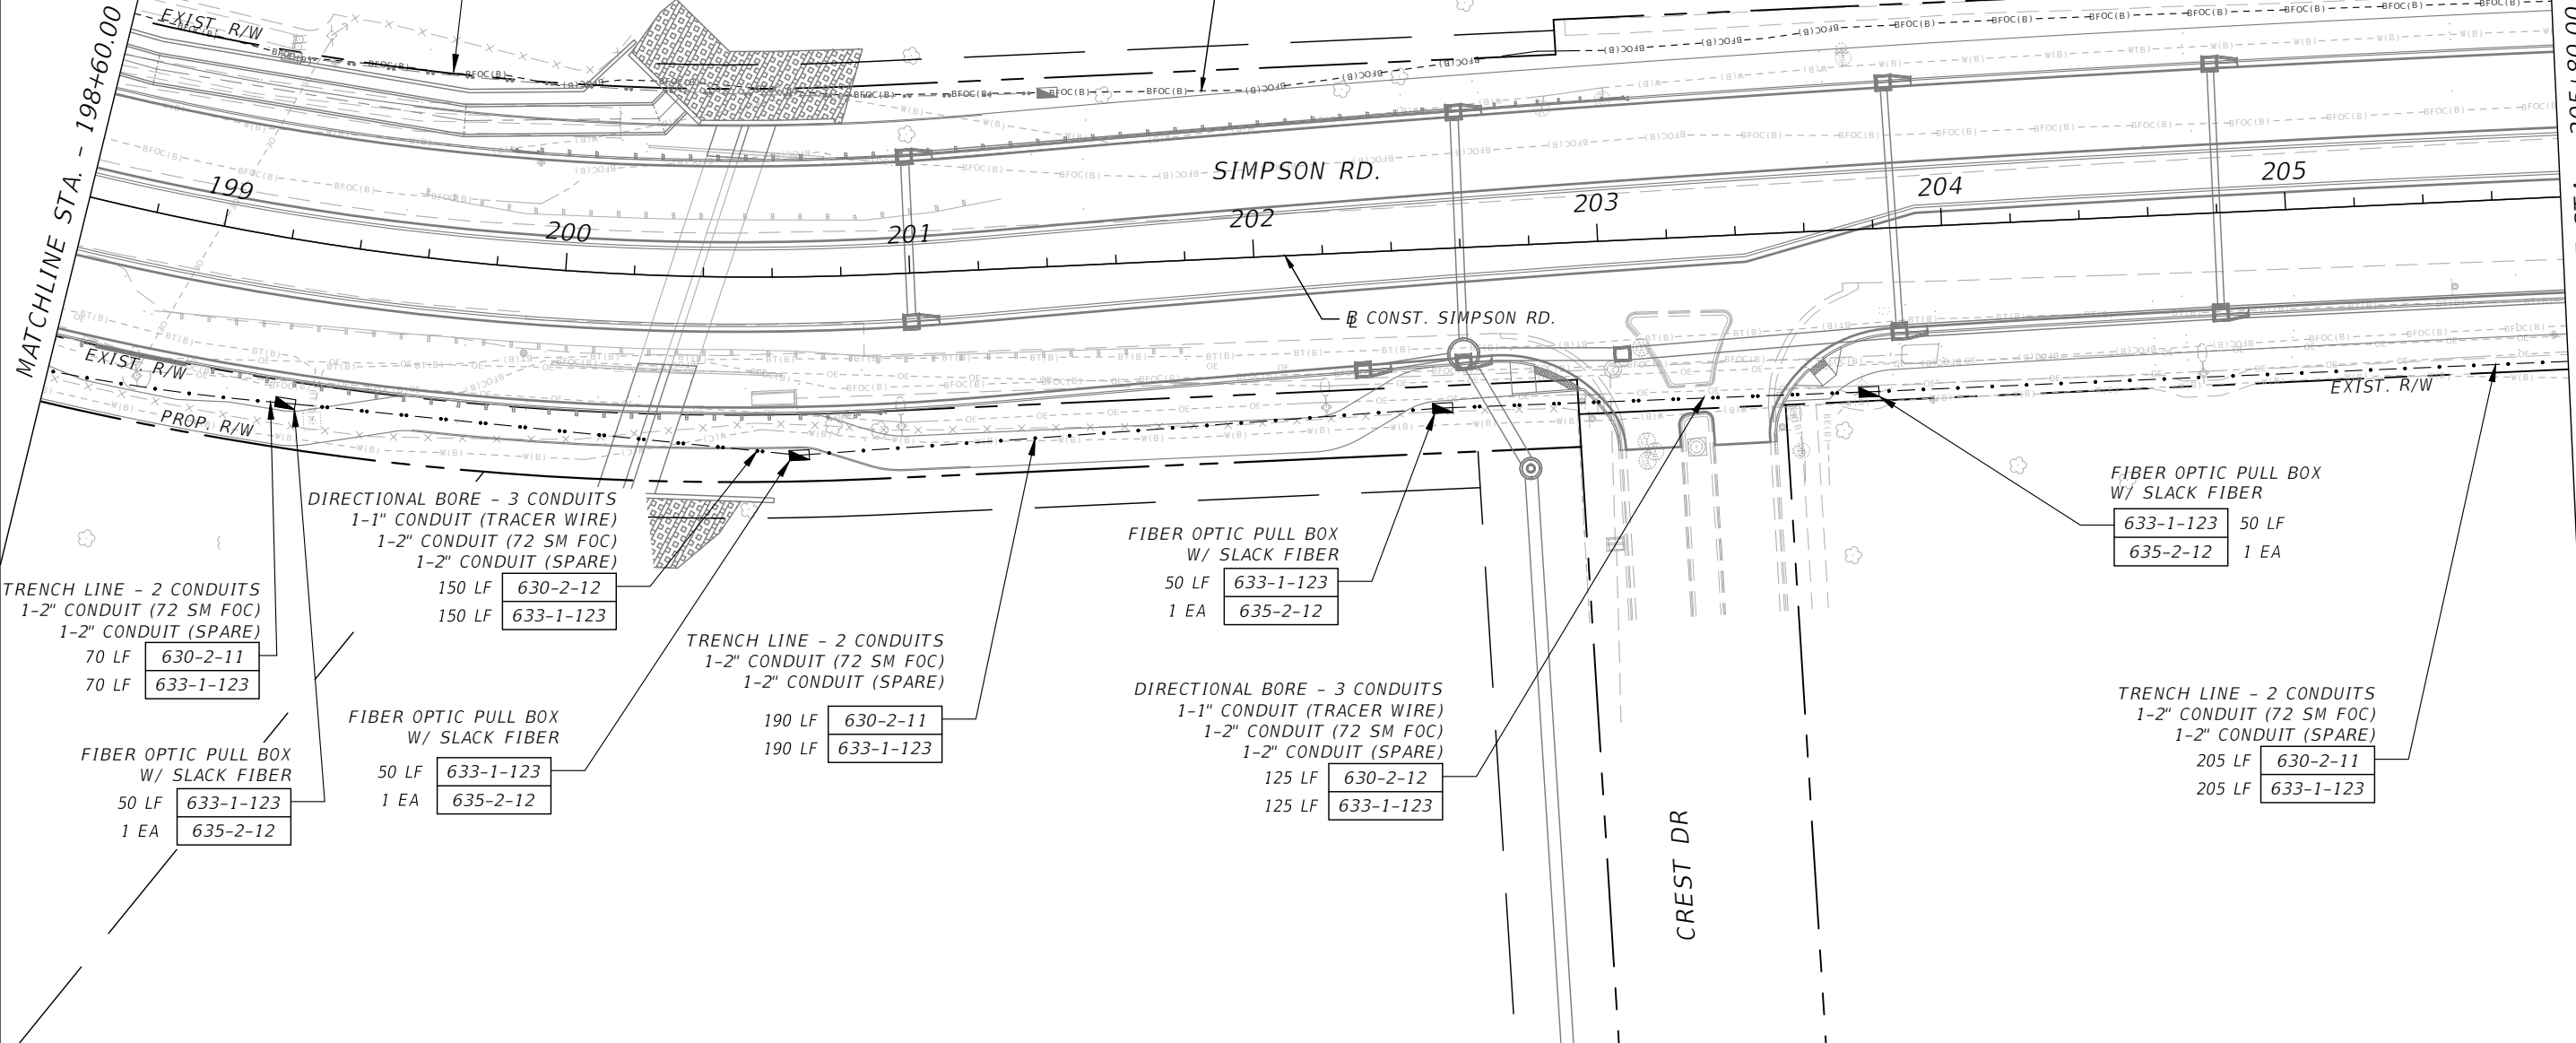 MATCHLINE STA. - 198+60.00
EXIST. R/W
SIMPSON RD.
199
200
201
202
203
204
205
℄ CONST. SIMPSON RD.
EXIST. R/W
PROP. R/W
EXIST. R/W
DIRECTIONAL BORE - 3 CONDUITS
1-1" CONDUIT (TRACER WIRE)
1-2" CONDUIT (72 SM FOC)
1-2" CONDUIT (SPARE)
150 LF 630-2-12
150 LF 633-1-123
TRENCH LINE - 2 CONDUITS
1-2" CONDUIT (72 SM FOC)
1-2" CONDUIT (SPARE)
70 LF 630-2-11
70 LF 633-1-123
FIBER OPTIC PULL BOX
W/ SLACK FIBER
50 LF 633-1-123
1 EA 635-2-12
FIBER OPTIC PULL BOX
W/ SLACK FIBER
50 LF 633-1-123
1 EA 635-2-12
TRENCH LINE - 2 CONDUITS
1-2" CONDUIT (72 SM FOC)
1-2" CONDUIT (SPARE)
190 LF 630-2-11
190 LF 633-1-123
FIBER OPTIC PULL BOX
W/ SLACK FIBER
50 LF 633-1-123
1 EA 635-2-12
DIRECTIONAL BORE - 3 CONDUITS
1-1" CONDUIT (TRACER WIRE)
1-2" CONDUIT (72 SM FOC)
1-2" CONDUIT (SPARE)
125 LF 630-2-12
125 LF 633-1-123
CREST DR
FIBER OPTIC PULL BOX
W/ SLACK FIBER
633-1-123 50 LF
635-2-12 1 EA
TRENCH LINE - 2 CONDUITS
1-2" CONDUIT (72 SM FOC)
1-2" CONDUIT (SPARE)
205 LF 630-2-11
205 LF 633-1-123
BFOC(B)
W(B)
BT(B)
OE